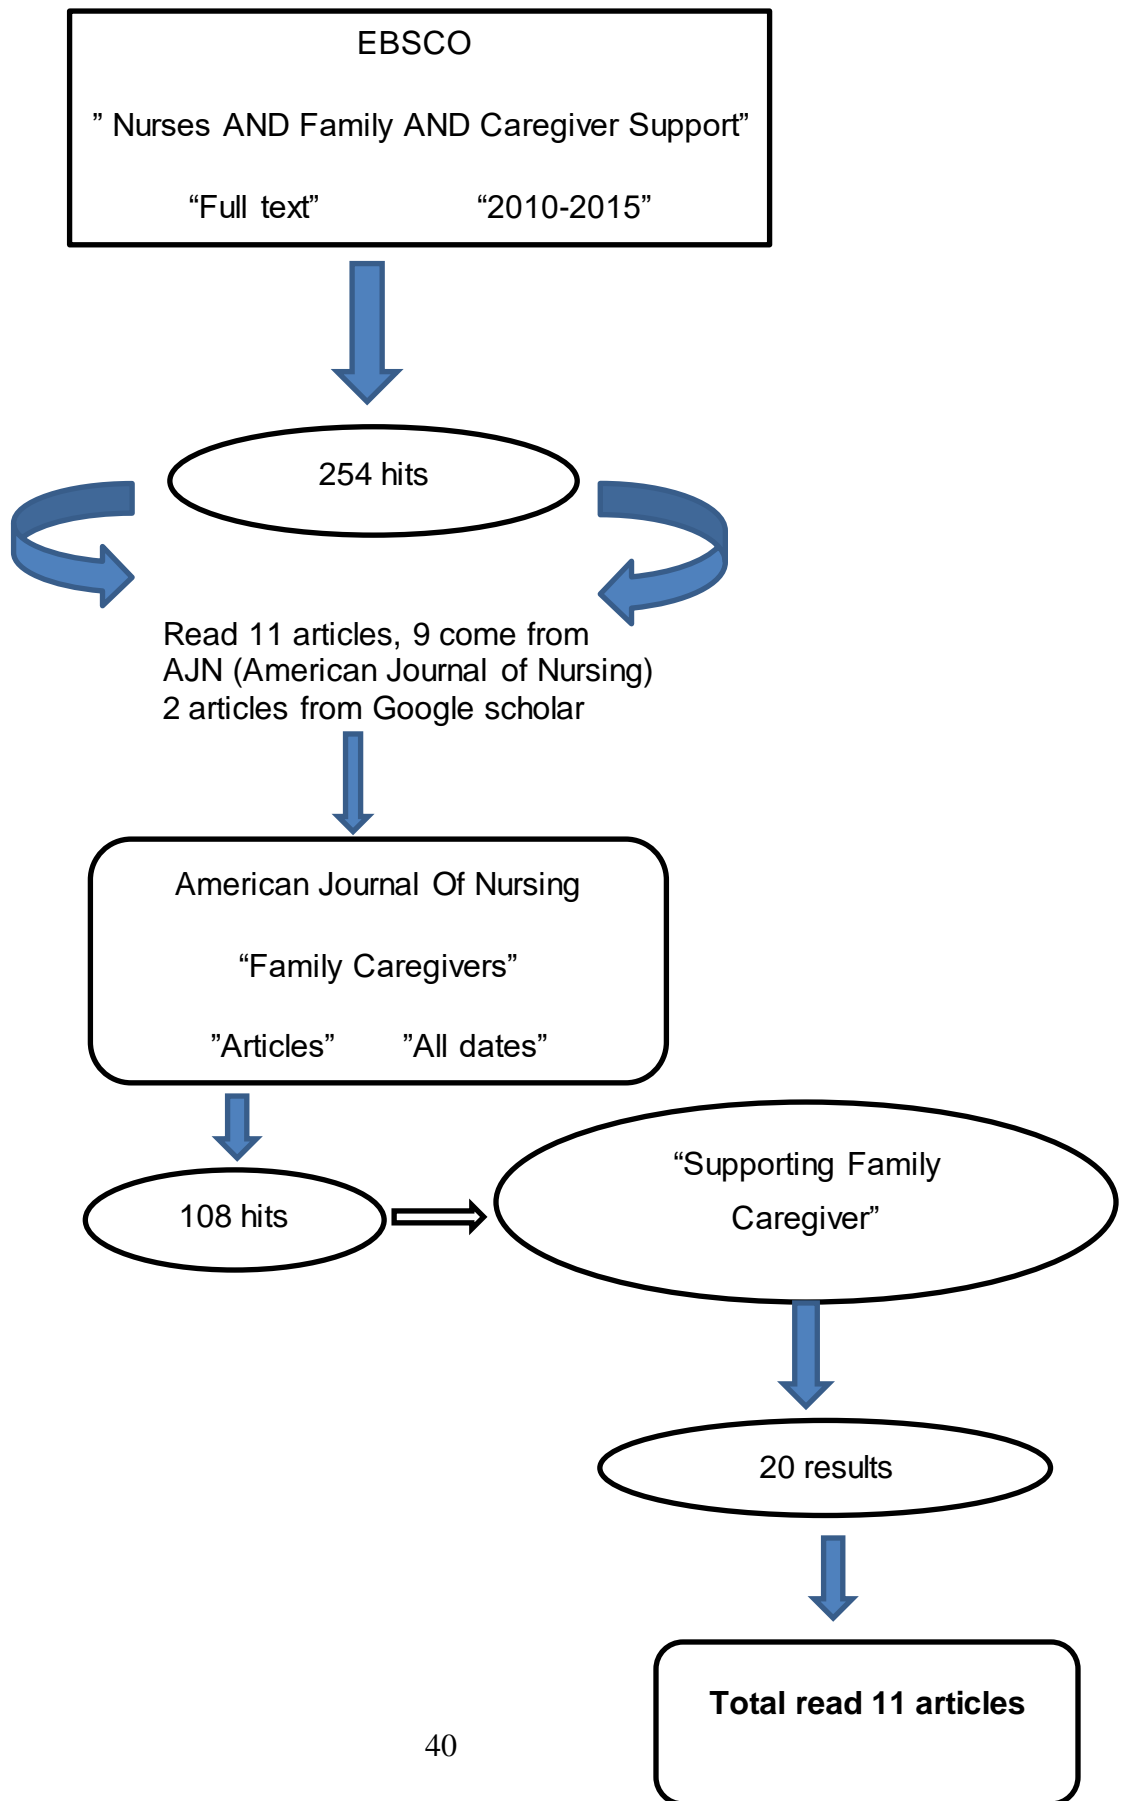 EBSCO
” Nurses AND Family AND Caregiver Support”
“Full text” “2010-2015”
254 hits
Read 11 articles, 9 come from
AJN (American Journal of Nursing)
2 articles from Google scholar
American Journal Of Nursing
“Family Caregivers”
”Articles” ”All dates”
108 hits
“Supporting Family
Caregiver”
20 results
Total read 11 articles
40